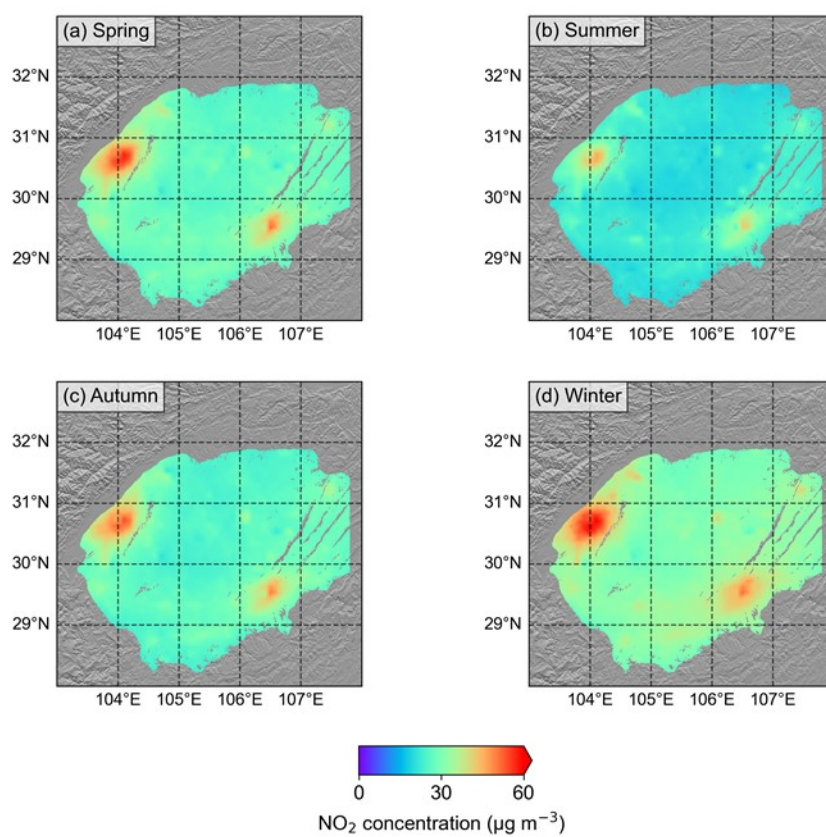 (a) Spring
(b) Summer
32°N
31°N
30°N
29°N
104°E 105°E 106°E 107°E
32°N
31°N
30°N
29°N
104°E 105°E 106°E 107°E
(c) Autumn
(d) Winter
32°N
31°N
30°N
29°N
104°E 105°E 106°E 107°E
32°N
31°N
30°N
29°N
104°E 105°E 106°E 107°E
0 30 60
NO₂ concentration (µg m⁻³)